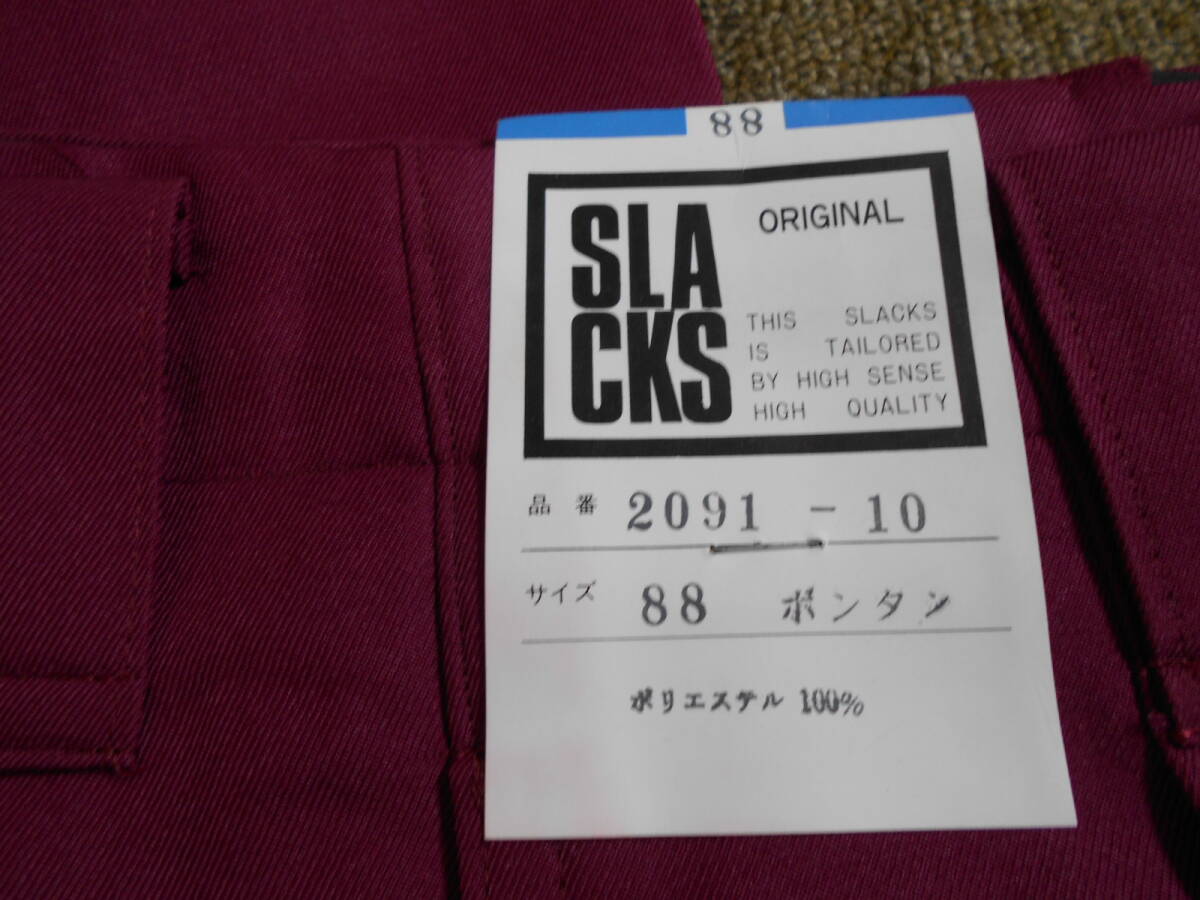 88
SLA
CKS
ORIGINAL
THIS SLACKS
IS TAILORED
BY HIGH SENSE
HIGH QUALITY
品番 2091-10
サイズ 88 ボンタン
ポリエステル 100%